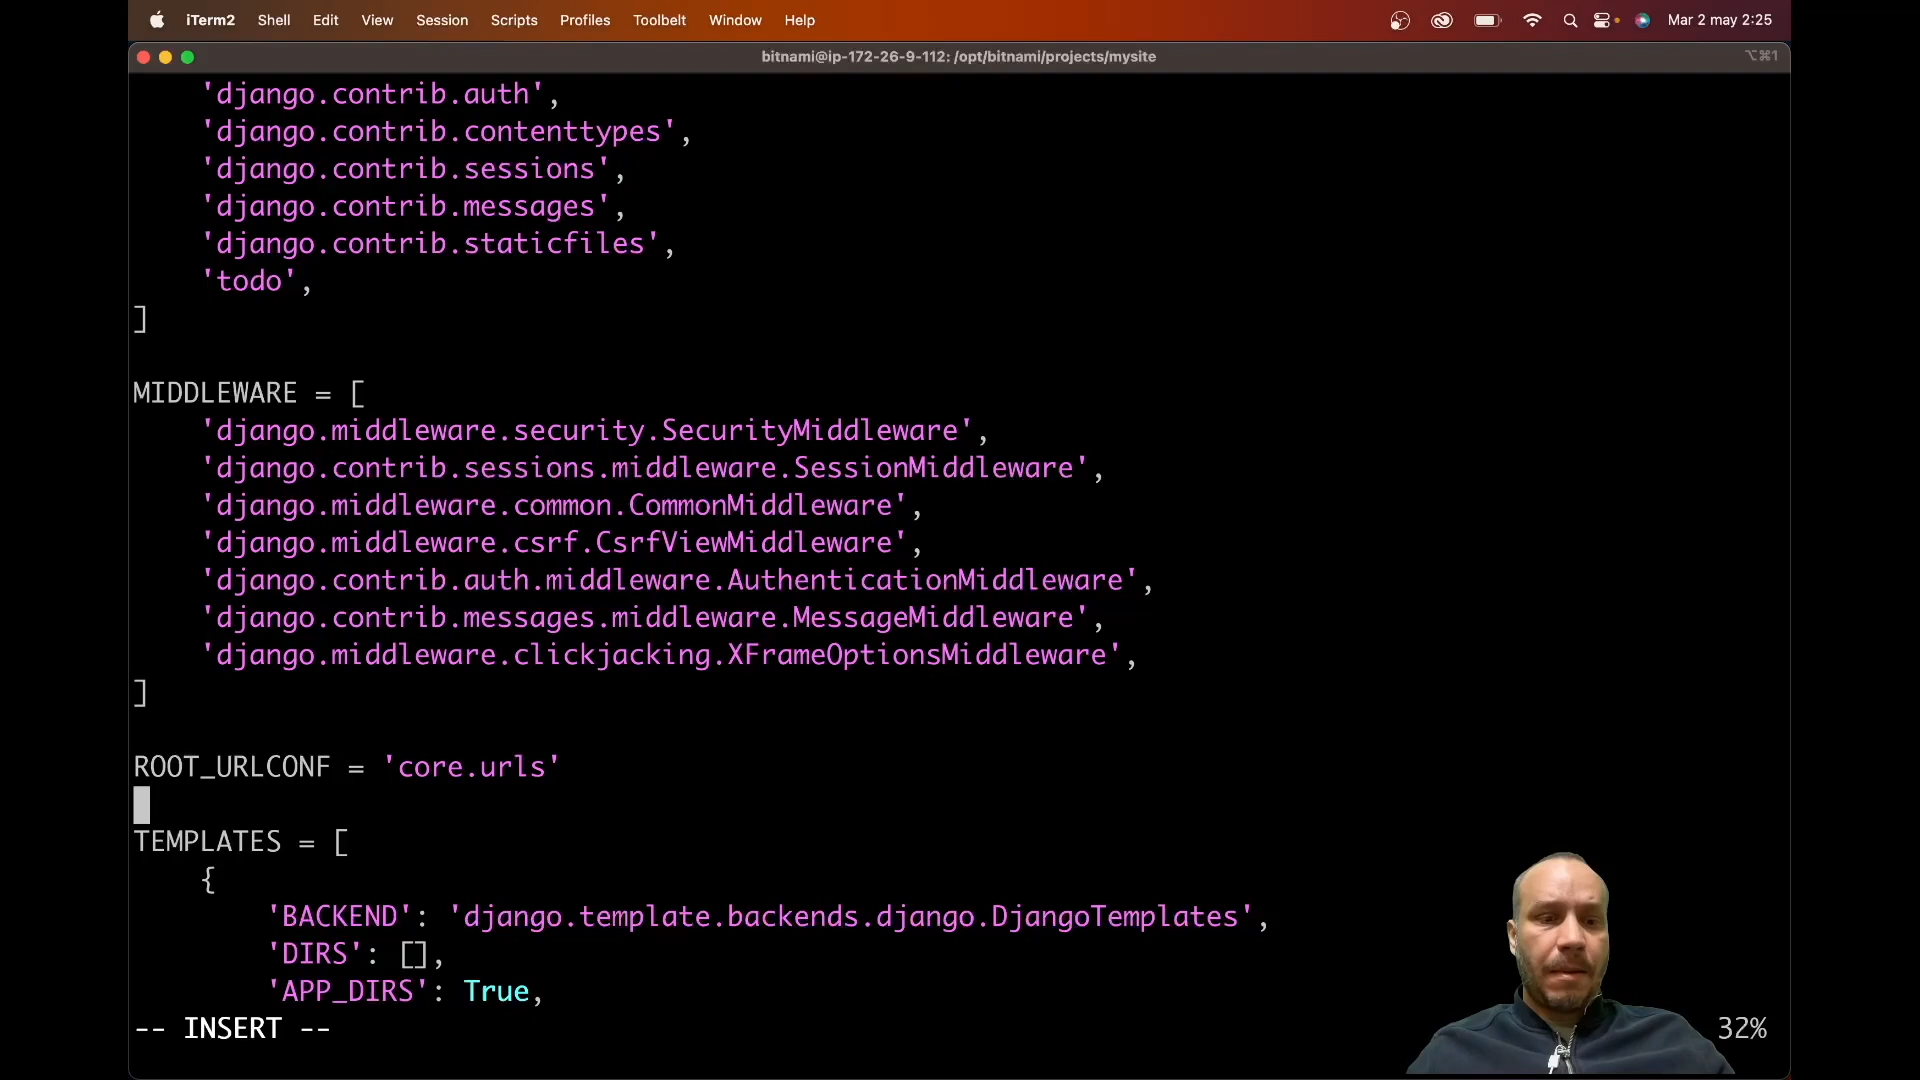 iTerm2 Shell Edit View Session Scripts Profiles Toolbelt Window Help Mar 2 may 2:25
bitnami@ip-172-26-9-112: /opt/bitnami/projects/mysite ⌥⌘1
'django.contrib.auth',
'django.contrib.contenttypes',
'django.contrib.sessions',
'django.contrib.messages',
'django.contrib.staticfiles',
'todo',
]
MIDDLEWARE = [
'django.middleware.security.SecurityMiddleware',
'django.contrib.sessions.middleware.SessionMiddleware',
'django.middleware.common.CommonMiddleware',
'django.middleware.csrf.CsrfViewMiddleware',
'django.contrib.auth.middleware.AuthenticationMiddleware',
'django.contrib.messages.middleware.MessageMiddleware',
'django.middleware.clickjacking.XFrameOptionsMiddleware',
]
ROOT_URLCONF = 'core.urls'
TEMPLATES = [
{
'BACKEND': 'django.template.backends.django.DjangoTemplates',
'DIRS': [],
'APP_DIRS': True,
-- INSERT -- 32%